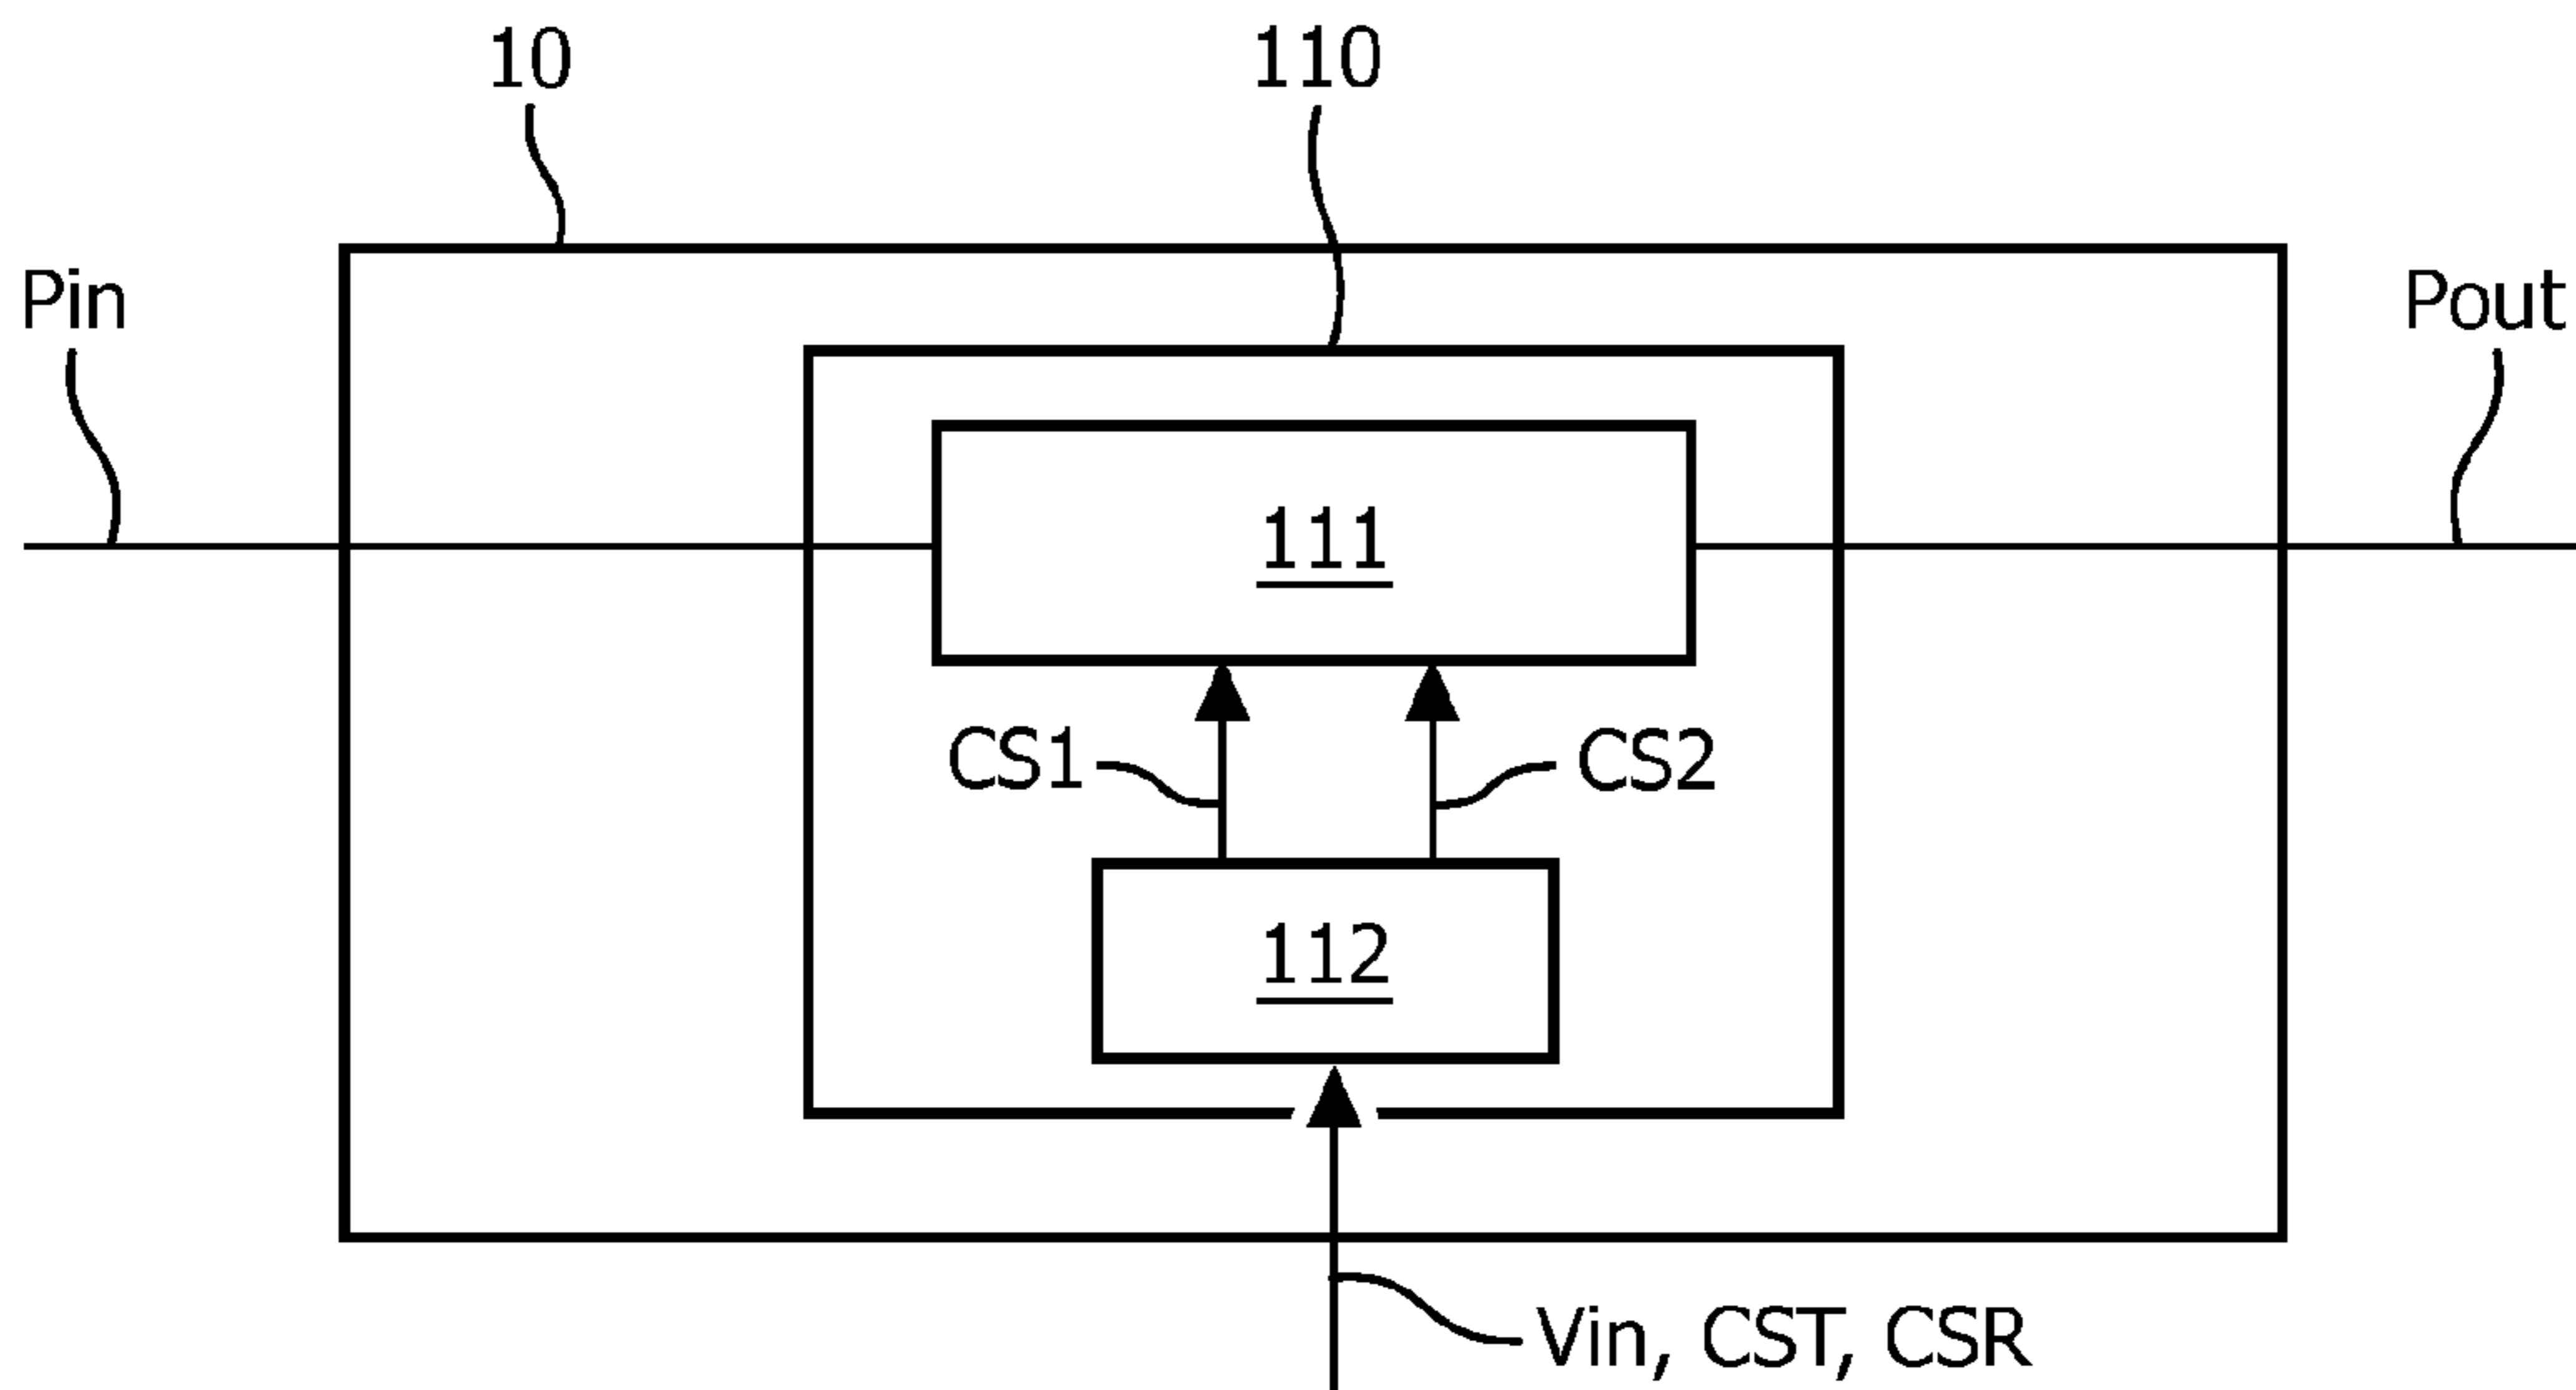 10
110
Pin
Pout
111
CS1
CS2
112
Vin, CST, CSR